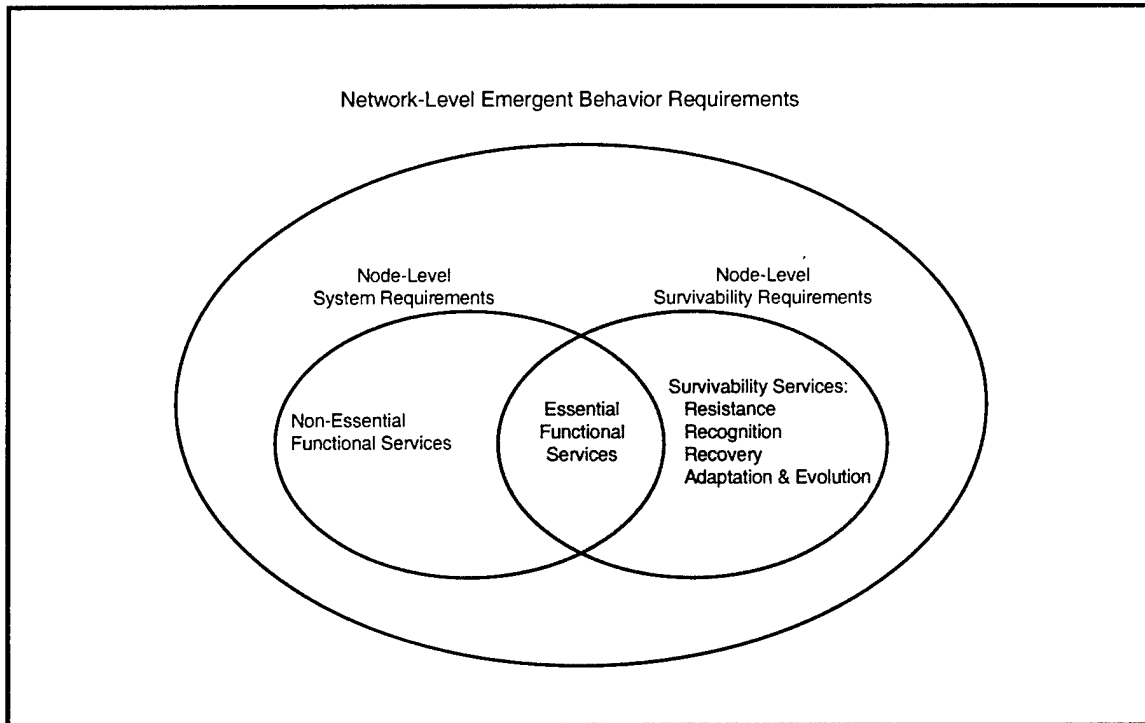 Network-Level Emergent Behavior Requirements
Node-Level
System Requirements
Node-Level
Survivability Requirements
Non-Essential
Functional Services
Essential
Functional
Services
Survivability Services:
Resistance
Recognition
Recovery
Adaptation & Evolution